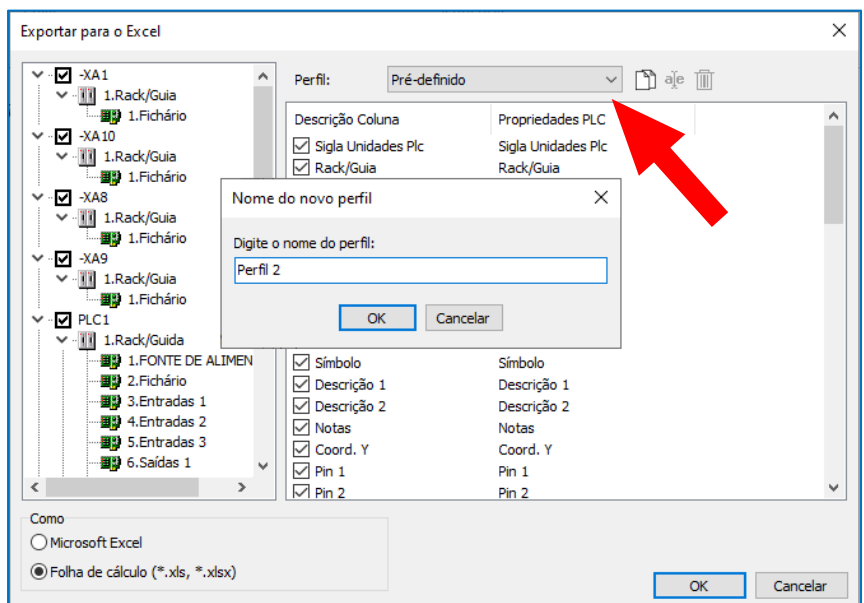 Exportar para o Excel
-XA1
1.Rack/Guia
1.Fichário
-XA10
1.Rack/Guia
1.Fichário
-XA8
1.Rack/Guia
1.Fichário
-XA9
1.Rack/Guia
1.Fichário
PLC1
1.Rack/Guida
1.FONTE DE ALIMEN
2.Fichário
3.Entradas 1
4.Entradas 2
5.Entradas 3
6.Saídas 1
Perfil: Pré-definido
Descrição Coluna Propriedades PLC
Sigla Unidades Plc Sigla Unidades Plc
Rack/Guia Rack/Guia
Nome do novo perfil
Digite o nome do perfil:
Perfil 2
OK Cancelar
Símbolo Símbolo
Descrição 1 Descrição 1
Descrição 2 Descrição 2
Notas Notas
Coord. Y Coord. Y
Pin 1 Pin 1
Pin 2 Pin 2
Como
Microsoft Excel
Folha de cálculo (*.xls, *.xlsx)
OK Cancelar